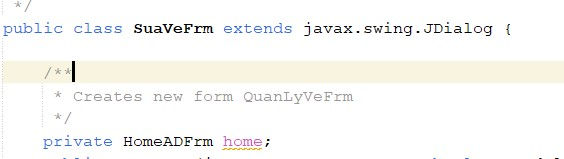 */
public class SuaVeFrm extends javax.swing.JDialog {
/**
* Creates new form QuanLyVeFrm
*/
private HomeADFrm home;